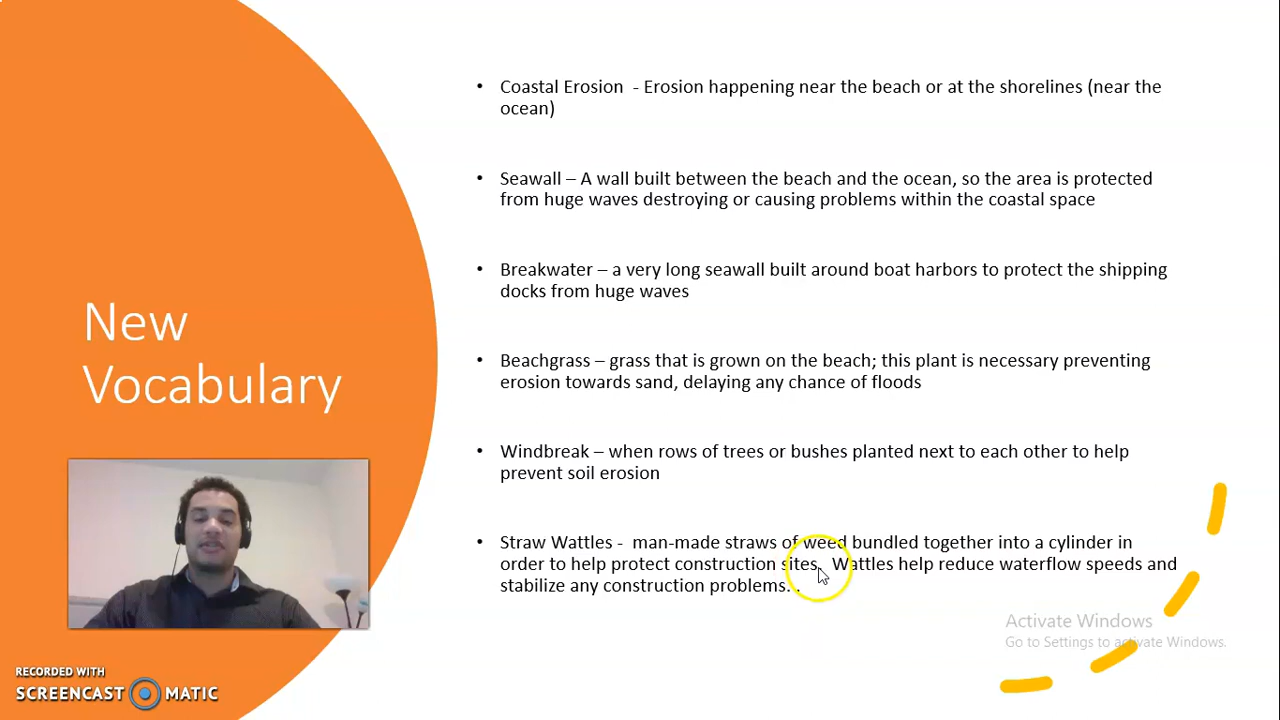 New
Vocabulary
• Coastal Erosion - Erosion happening near the beach or at the shorelines (near the
ocean)
• Seawall – A wall built between the beach and the ocean, so the area is protected
from huge waves destroying or causing problems within the coastal space
• Breakwater – a very long seawall built around boat harbors to protect the shipping
docks from huge waves
• Beachgrass – grass that is grown on the beach; this plant is necessary preventing
erosion towards sand, delaying any chance of floods
• Windbreak – when rows of trees or bushes planted next to each other to help
prevent soil erosion
• Straw Wattles - man-made straws of weed bundled together into a cylinder in
order to help protect construction sites. Wattles help reduce waterflow speeds and
stabilize any construction problems. .
Activate Windows
Go to Settings to activate Windows.
RECORDED WITH
SCREENCAST MATIC